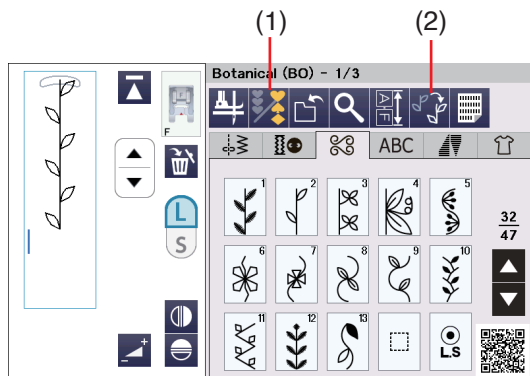 (1) (2)
Botanical (BO) - 1/3
F
A F
ABC
L
S
1 2 3 4 5
6 7 8 9 10
11 12 13
32
47
L.S